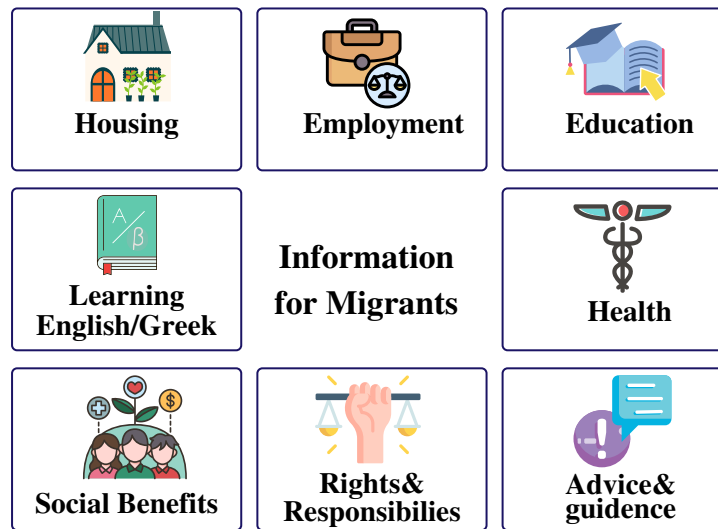 Housing
Employment
Education
A
β
Learning
English/Greek
Information
for Migrants
Health
$
Social Benefits
Rights&
Responsibilies
Advice&
guidence